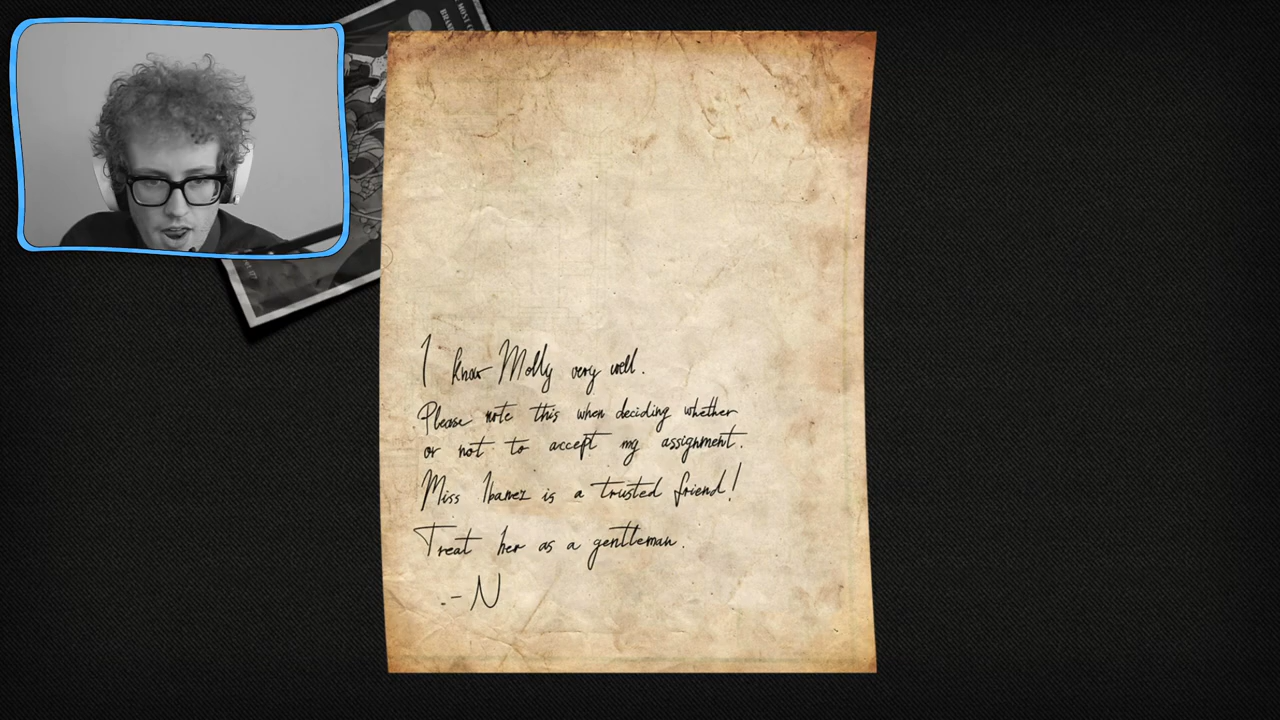 I know Molly very well.
Please note this when deciding whether
or not to accept my assignment.
Miss Ibanez is a trusted friend!
Treat her as a gentleman.
.-N